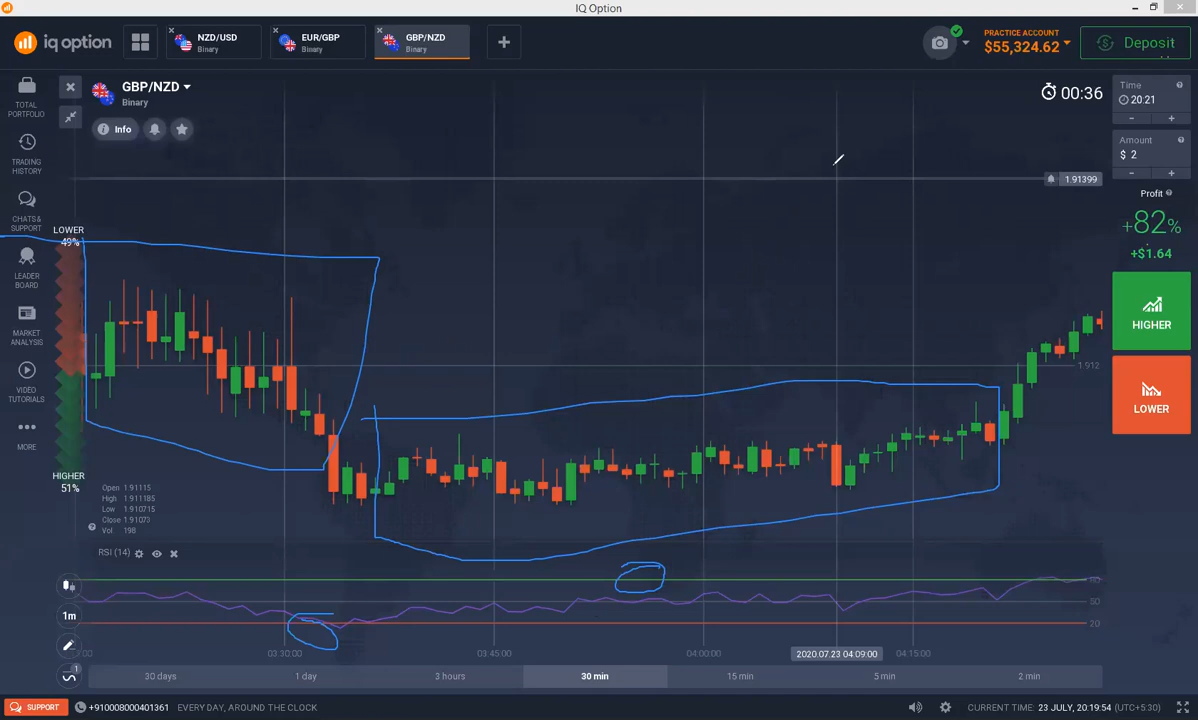 IQ Option
iq option
NZD/USD
Binary
EUR/GBP
Binary
GBP/NZD
Binary
PRACTICE ACCOUNT
$55,324.62
Deposit
GBP/NZD
Binary
Info
00:36
Time
20:21
Amount
$ 2
Profit
+82%
+$1.64
HIGHER
LOWER
TOTAL
PORTFOLIO
TRADING
HISTORY
CHATS &
SUPPORT
LEADER
BOARD
MARKET
ANALYSIS
VIDEO
TUTORIALS
MORE
LOWER
49%
HIGHER
51%
1.91399
1.912
Open 1.91115
High 1.911185
Low 1.910715
Close 1.91073
Vol 198
RSI (14)
20
1m
1
03:30:00
03:45:00
04:00:00
2020.07.23 04:09:00
04:15:00
30 days
1 day
3 hours
30 min
15 min
5 min
2 min
SUPPORT
+910008000401361
EVERY DAY, AROUND THE CLOCK
CURRENT TIME: 23 JULY, 20:19:54 (UTC+5:30)